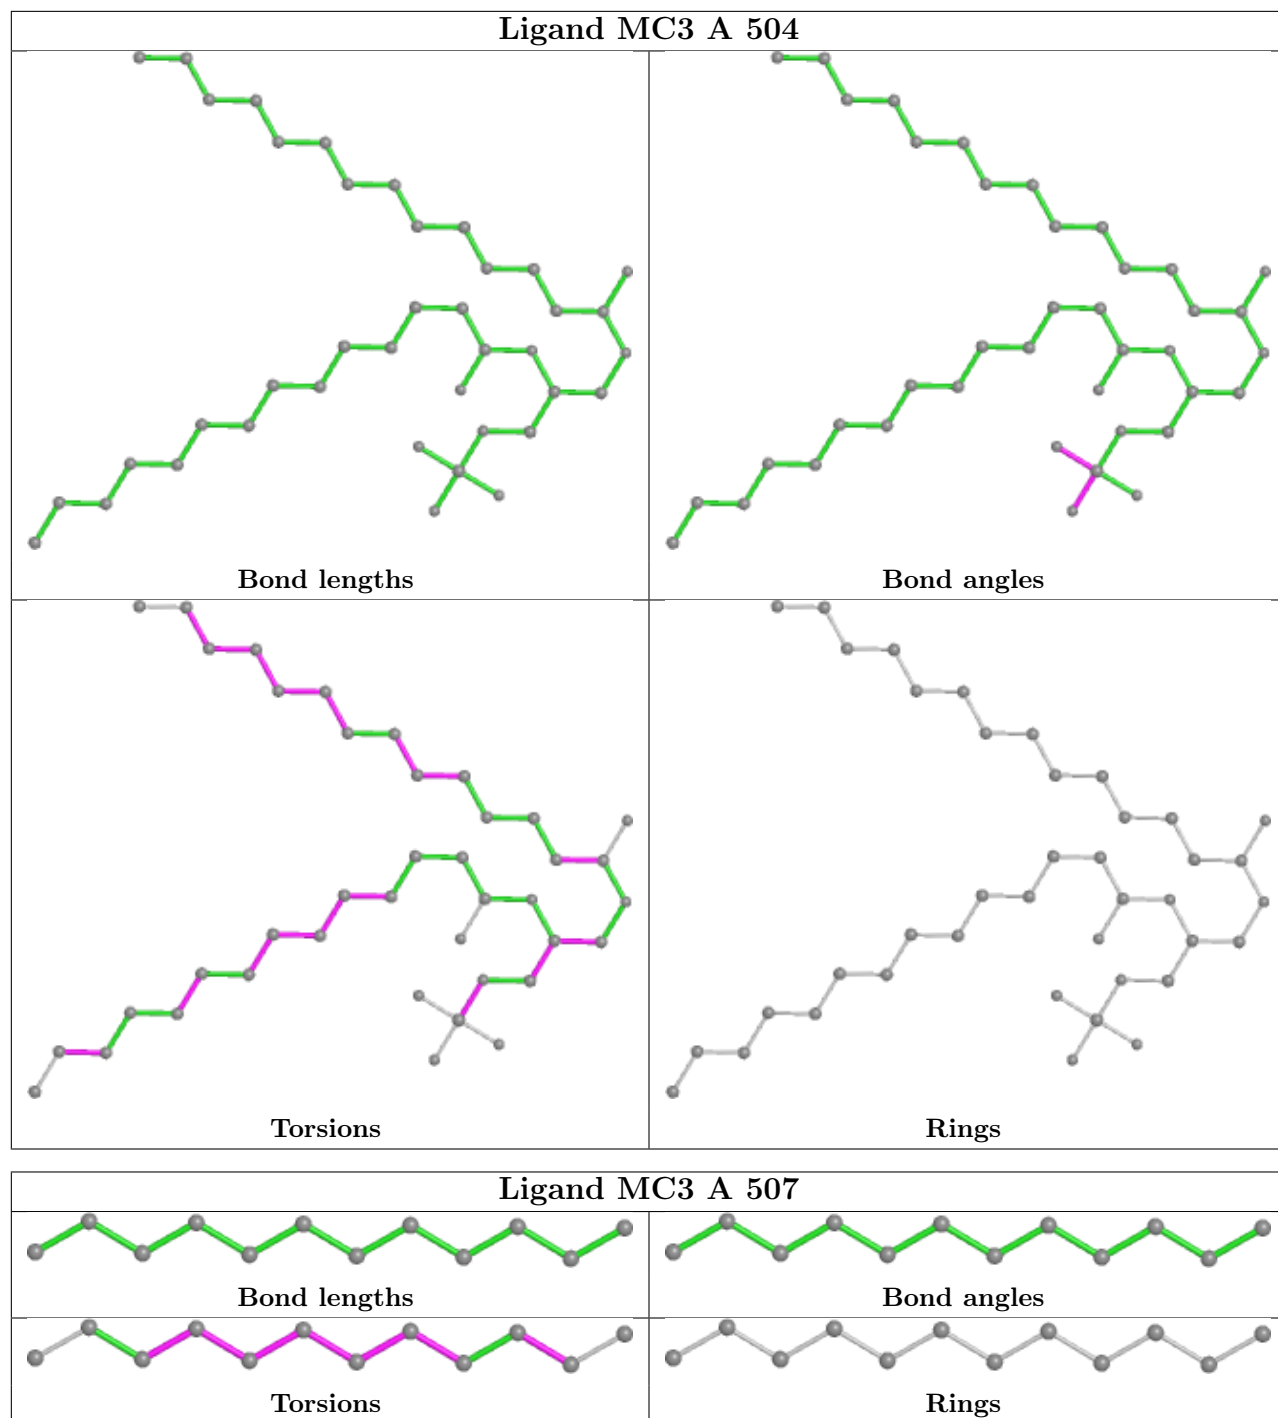 Ligand MC3 A 504
Bond lengths
Bond angles
Torsions
Rings
Ligand MC3 A 507
Bond lengths
Bond angles
Torsions
Rings